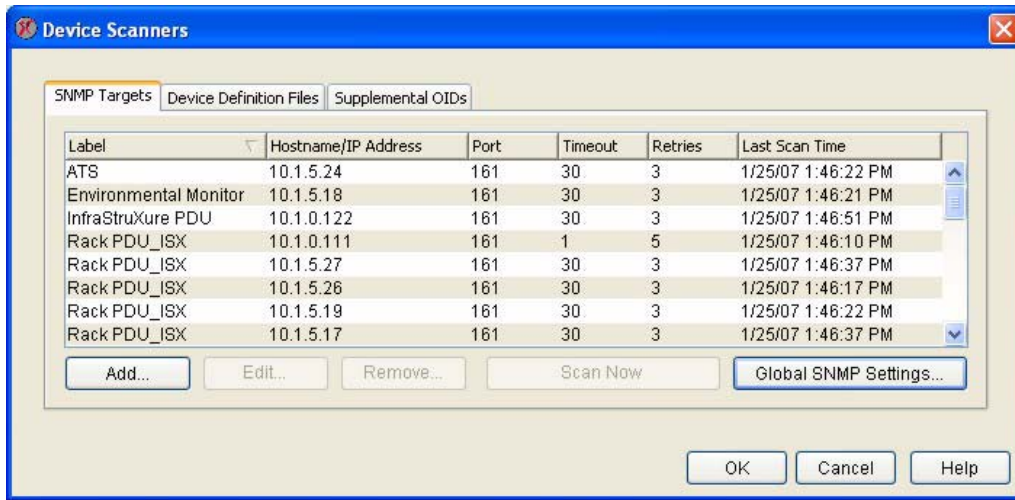 Device Scanners
SNMP Targets Device Definition Files Supplemental OIDs
Label Hostname/IP Address Port Timeout Retries Last Scan Time
ATS 10.1.5.24 161 30 3 1/25/07 1:46:22 PM
Environmental Monitor 10.1.5.18 161 30 3 1/25/07 1:46:21 PM
InfraStruXure PDU 10.1.0.122 161 30 3 1/25/07 1:46:51 PM
Rack PDU_ISX 10.1.0.111 161 1 5 1/25/07 1:46:10 PM
Rack PDU_ISX 10.1.5.27 161 30 3 1/25/07 1:46:37 PM
Rack PDU_ISX 10.1.5.26 161 30 3 1/25/07 1:46:17 PM
Rack PDU_ISX 10.1.5.19 161 30 3 1/25/07 1:46:22 PM
Rack PDU_ISX 10.1.5.17 161 30 3 1/25/07 1:46:37 PM
Add... Edit... Remove... Scan Now Global SNMP Settings...
OK Cancel Help